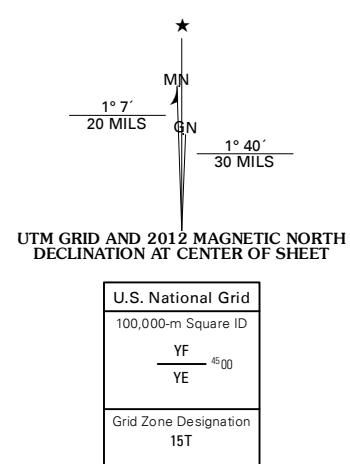 ★
MN
1° 7´
20 MILS
GN
1° 40´
30 MILS
UTM GRID AND 2012 MAGNETIC NORTH
DECLINATION AT CENTER OF SHEET
U.S. National Grid
100,000-m Square ID
YF
4500
YE
Grid Zone Designation
15T